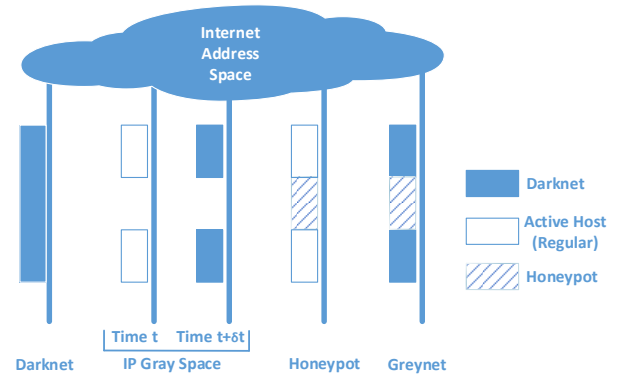 Internet
Address
Space
Darknet
Active Host
(Regular)
Honeypot
Time t
Time t+δt
Darknet
IP Gray Space
Honeypot
Greynet